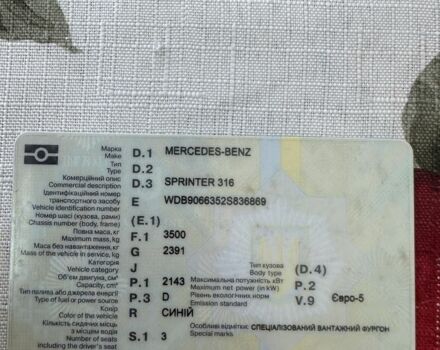 Марка
Make D.1 MERCEDES-BENZ
Тип
Type D.2
Комерційний опис
Commercial description D.3 SPRINTER 316
Ідентифікаційний номер
транспортного засобу E WDB9066352S836869
Vehicle identification number
Номер шасі (кузова, рами) (E.1)
Chassis number (body, frame)
Повна маса, кг F.1 3500
Maximum mass, kg
Маса без навантаження, кг G 2391
Mass of the vehicle in service, kg
Категорія J Тип кузова (D.4)
Vehicle category Body type
Об'єм двигуна, см³ P.1 2143 Максимальна потужність кВт P.2
Capacity, cm³ Maximum net power (in kW)
Тип палива або джерела енергії P.3 D Рівень екологічних норм V.9 Євро-5
Type of fuel or power source Emission standard
Колір R СИНІЙ
Color of the vehicle
Кількість сидячих місць S.1 3 Особливі відмітки: СПЕЦІАЛІЗОВАНИЙ ВАНТАЖНИЙ ФУРГОН
з місцем водія Special marks
Number of seats
including the driver's seat